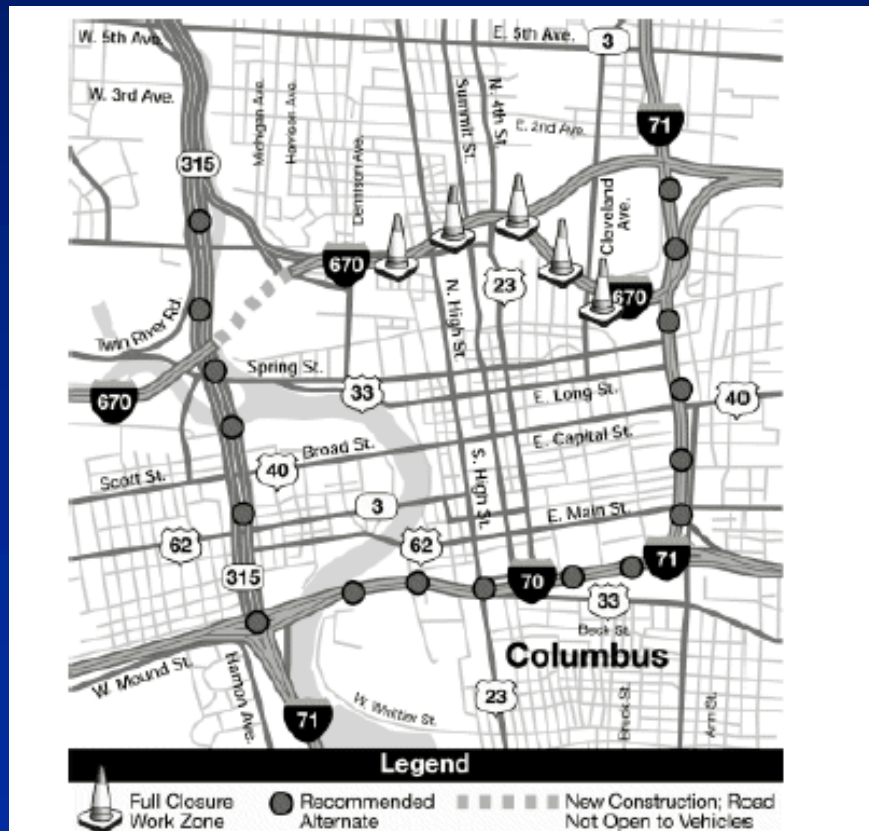 W. 5th Ave.
E. 5th Ave.
3
W. 3rd Ave.
Michigan Ave.
Harrison Ave.
Dennison Ave.
Summit St.
N. 4th St.
E. 2nd Ave.
71
315
Cleveland
Ave.
670
23
670
N. High St.
Twin River Rd.
Spring St.
33
670
E. Long St.
40
Broad St.
E. Capital St.
40
Scott St.
S. High St.
3
E. Main St.
62
62
315
70
71
33
Beck St.
Columbus
W. Mound St.
Harmon Ave.
23
71
W. Whittier St.
Bruck St.
Ann St.
Legend
Full Closure
Work Zone
Recommended
Alternate
New Construction; Road
Not Open to Vehicles